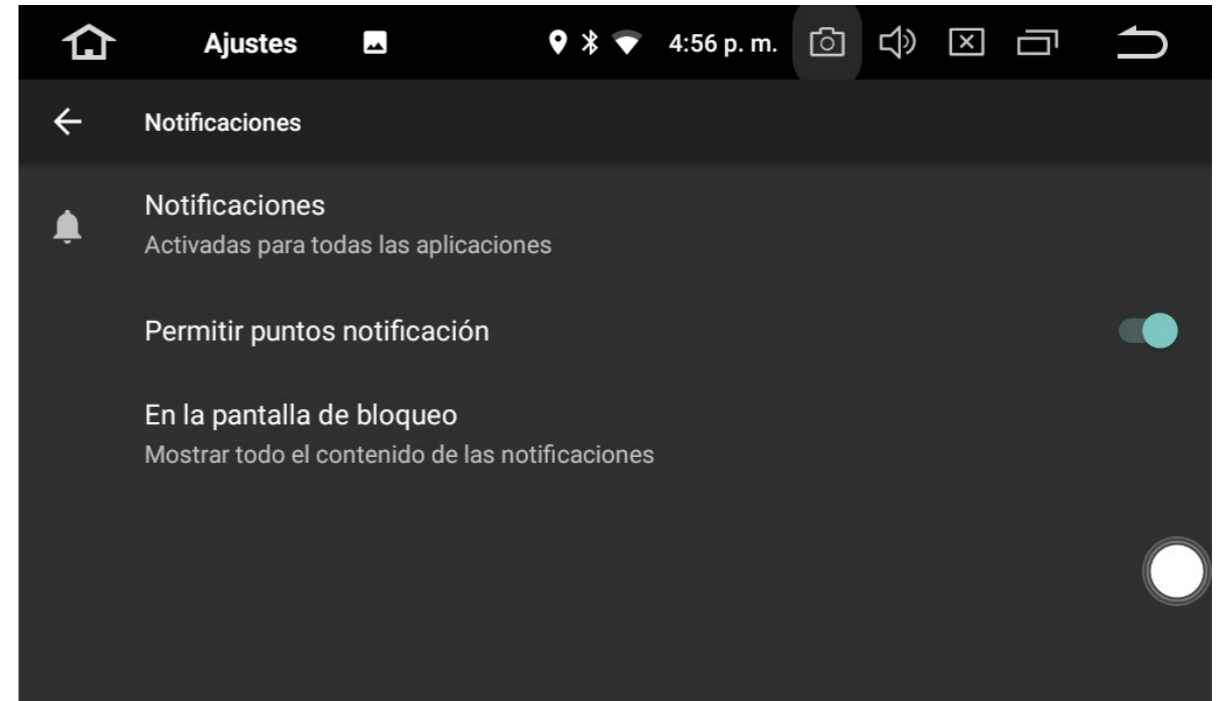 Ajustes
4:56 p. m.
Notificaciones
Notificaciones
Activadas para todas las aplicaciones
Permitir puntos notificación
En la pantalla de bloqueo
Mostrar todo el contenido de las notificaciones